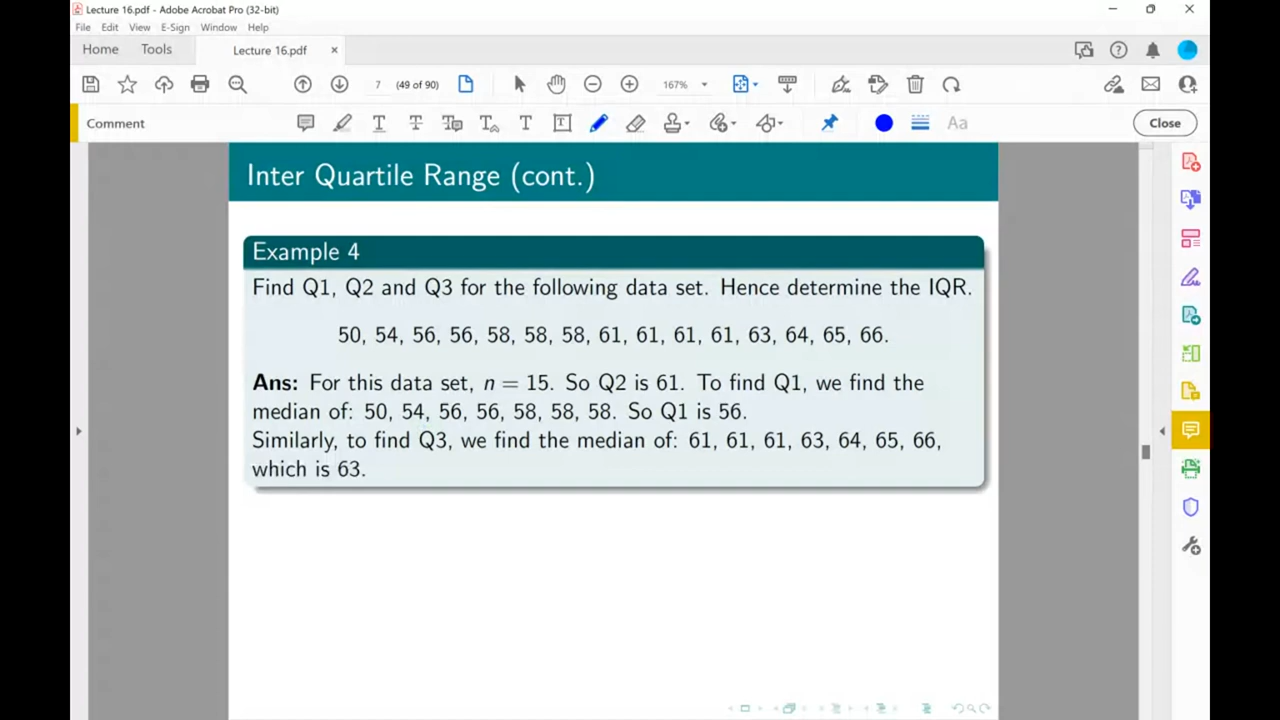 Lecture 16.pdf - Adobe Acrobat Pro (32-bit)
File Edit View E-Sign Window Help
Home Tools Lecture 16.pdf ×
7 (49 of 90) 167%
Comment Aa Close
Inter Quartile Range (cont.)
Example 4
Find Q1, Q2 and Q3 for the following data set. Hence determine the IQR.
50, 54, 56, 56, 58, 58, 58, 61, 61, 61, 61, 63, 64, 65, 66.
Ans: For this data set, n = 15. So Q2 is 61. To find Q1, we find the
median of: 50, 54, 56, 56, 58, 58, 58. So Q1 is 56.
Similarly, to find Q3, we find the median of: 61, 61, 61, 63, 64, 65, 66,
which is 63.